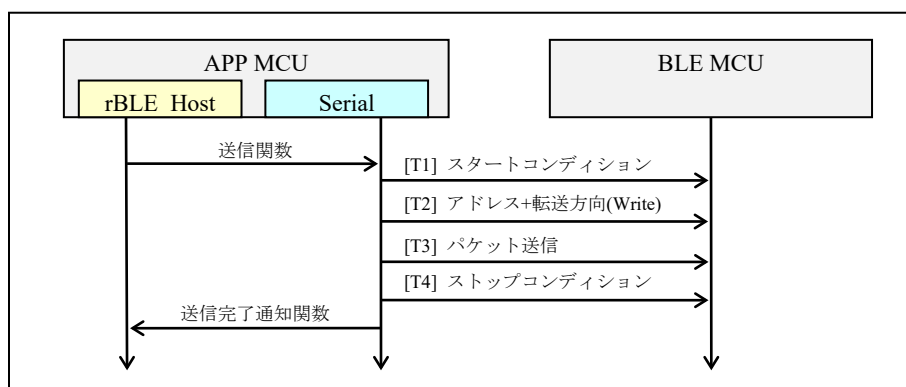 APP MCU
BLE MCU
rBLE_Host
Serial
送信関数
[T1] スタートコンディション
[T2] アドレス+転送方向(Write)
[T3] パケット送信
[T4] ストップコンディション
送信完了通知関数